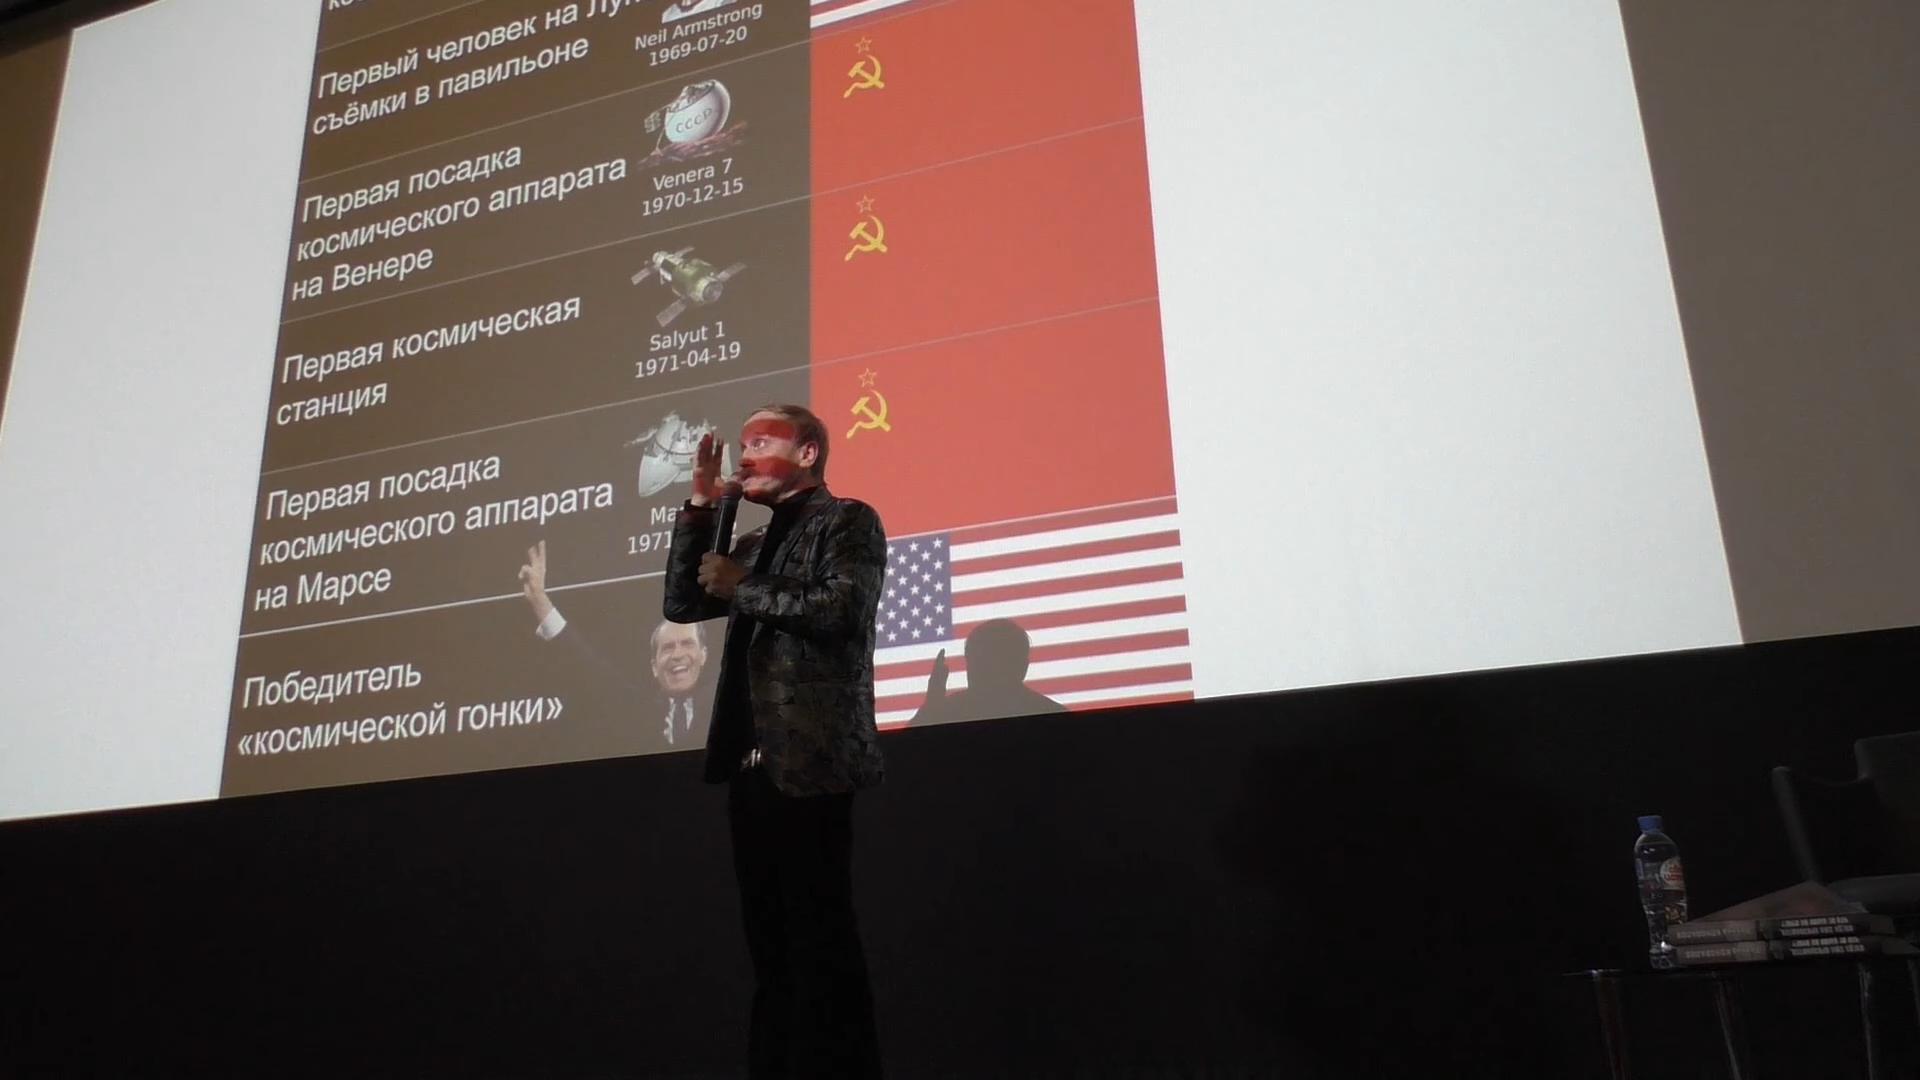 Первый человек на
съёмки в павильоне
Neil Armstrong
1969-07-20
Первая посадка
космического аппарата
на Венере
СССР
Venera 7
1970-12-15
Первая космическая
станция
Salyut 1
1971-04-19
Первая посадка
космического аппарата
на Марсе
1971
Победитель
«космической гонки»